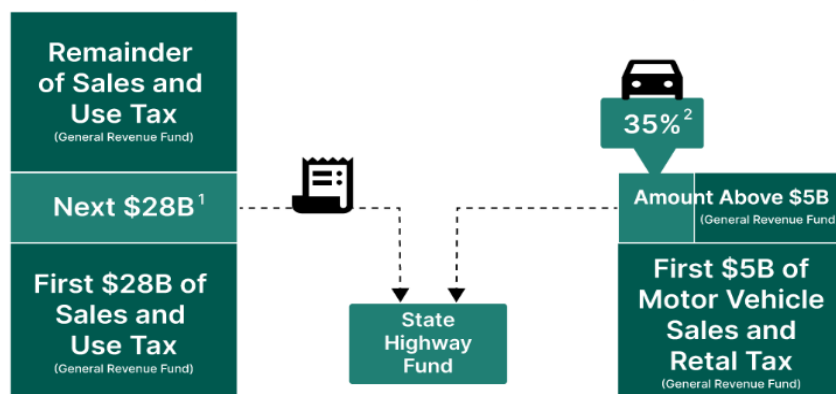 Remainder
of Sales and
Use Tax
(General Revenue Fund)
Next $28B¹
First $28B of
Sales and
Use Tax
(General Revenue Fund)
State
Highway
Fund
35%²
Amount Above $5B
(General Revenue Fund
First $5B of
Motor Vehicle
Sales and
Retal Tax
(General Revenue Fund)